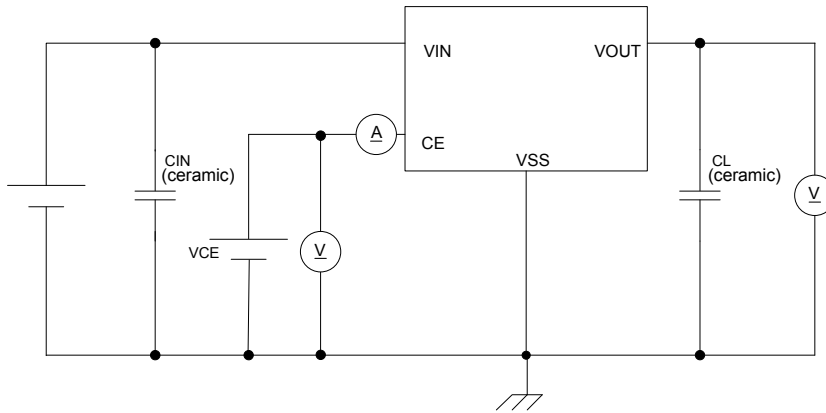 VIN
VOUT
A
CE
VSS
CIN
(ceramic)
CL
(ceramic)
V
VCE
V